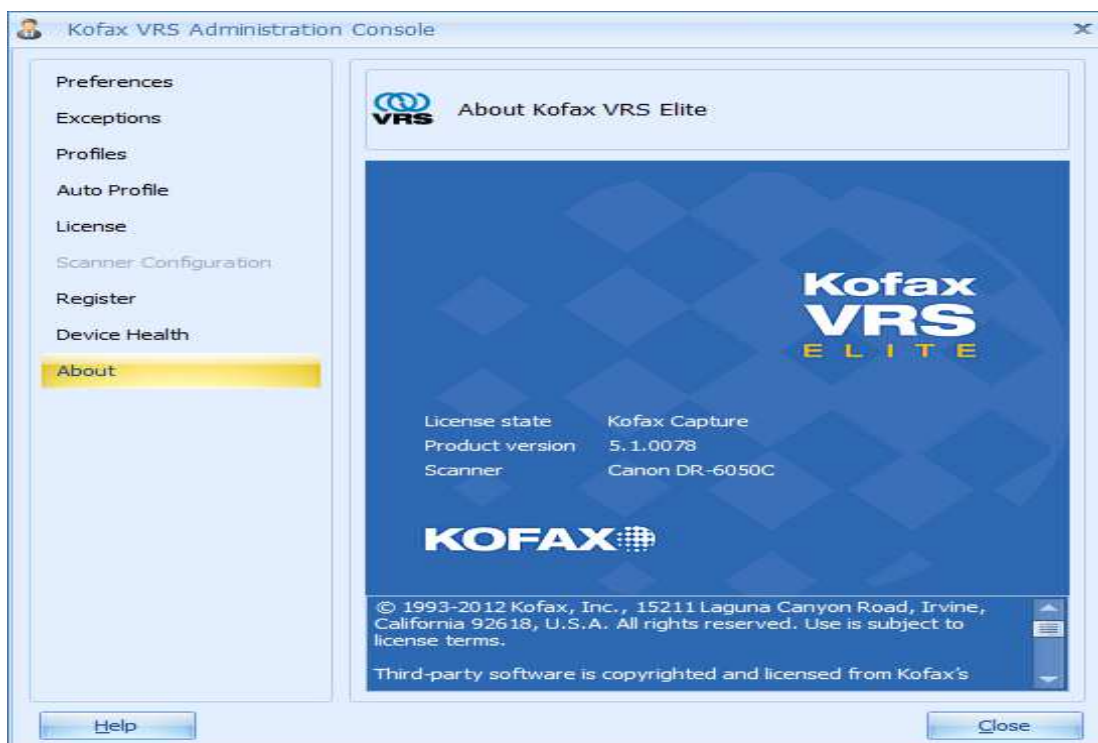 Kofax VRS Administration Console
Preferences
Exceptions
Profiles
Auto Profile
License
Scanner Configuration
Register
Device Health
About
VRS
About Kofax VRS Elite
Kofax
VRS
ELITE
License state Kofax Capture
Product version 5.1.0078
Scanner Canon DR-6050C
KOFAX
© 1993-2012 Kofax, Inc., 15211 Laguna Canyon Road, Irvine,
California 92618, U.S.A. All rights reserved. Use is subject to
license terms.
Third-party software is copyrighted and licensed from Kofax’s
Help
Close